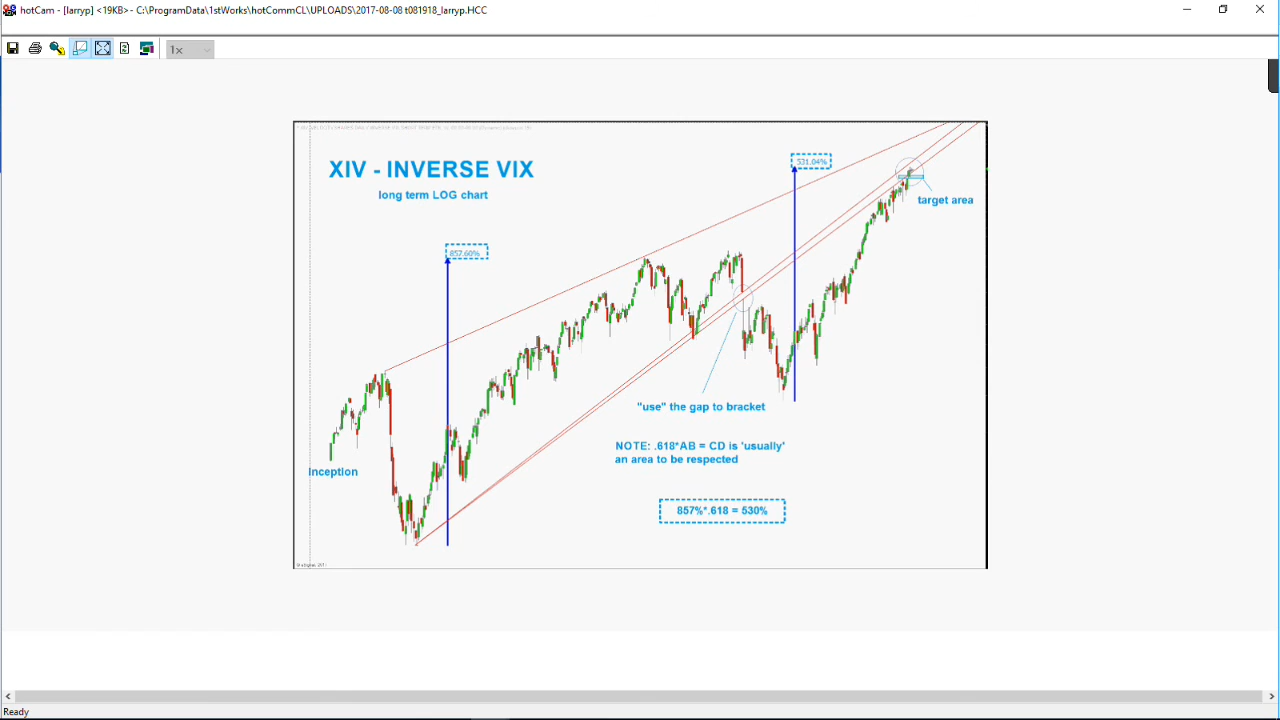 hotCam - [larryp] <19KB> - C:\ProgramData\1stWorks\hotCommCL\UPLOADS\2017-08-08 t081918_larryp.HCC
1x
XIV - INVERSE VIX
long term LOG chart
531.04%
target area
857.60%
"use" the gap to bracket
NOTE: .618*AB = CD is 'usually'
an area to be respected
Inception
857%*.618 = 530%
Ready